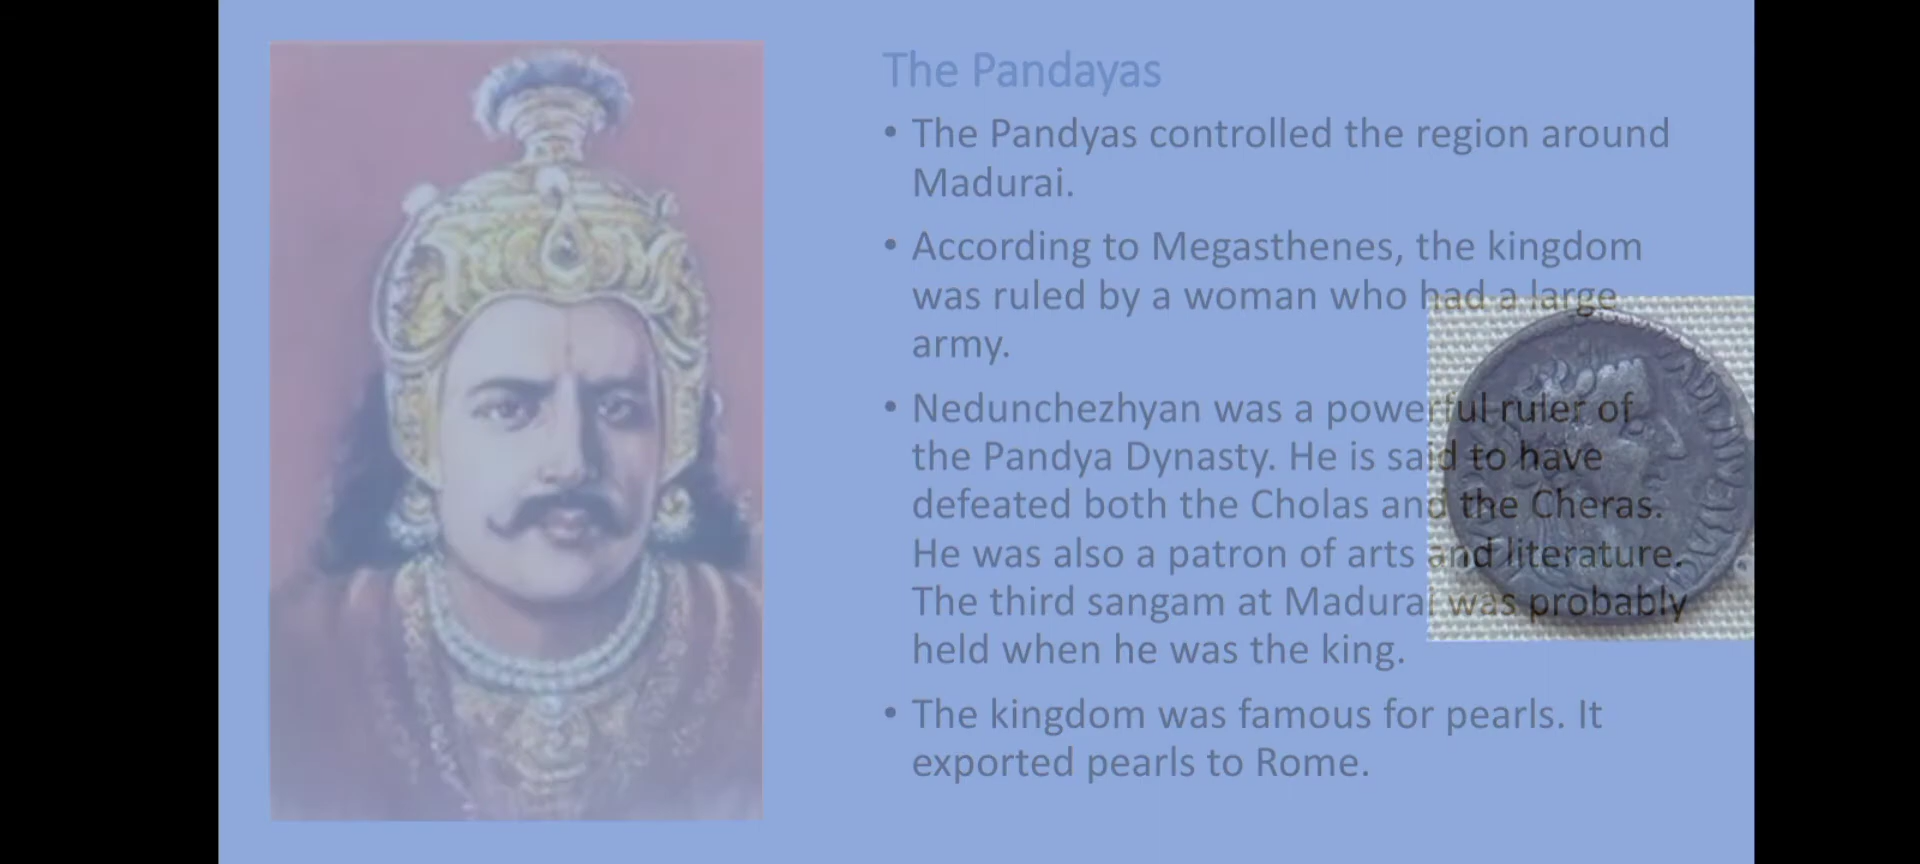 The Pandayas
• The Pandyas controlled the region around
Madurai.
• According to Megasthenes, the kingdom
was ruled by a woman who had a large
army.
• Nedunchezhyan was a powerful ruler of
the Pandya Dynasty. He is said to have
defeated both the Cholas and the Cheras.
He was also a patron of arts and literature.
The third sangam at Madurai was probably
held when he was the king.
• The kingdom was famous for pearls. It
exported pearls to Rome.